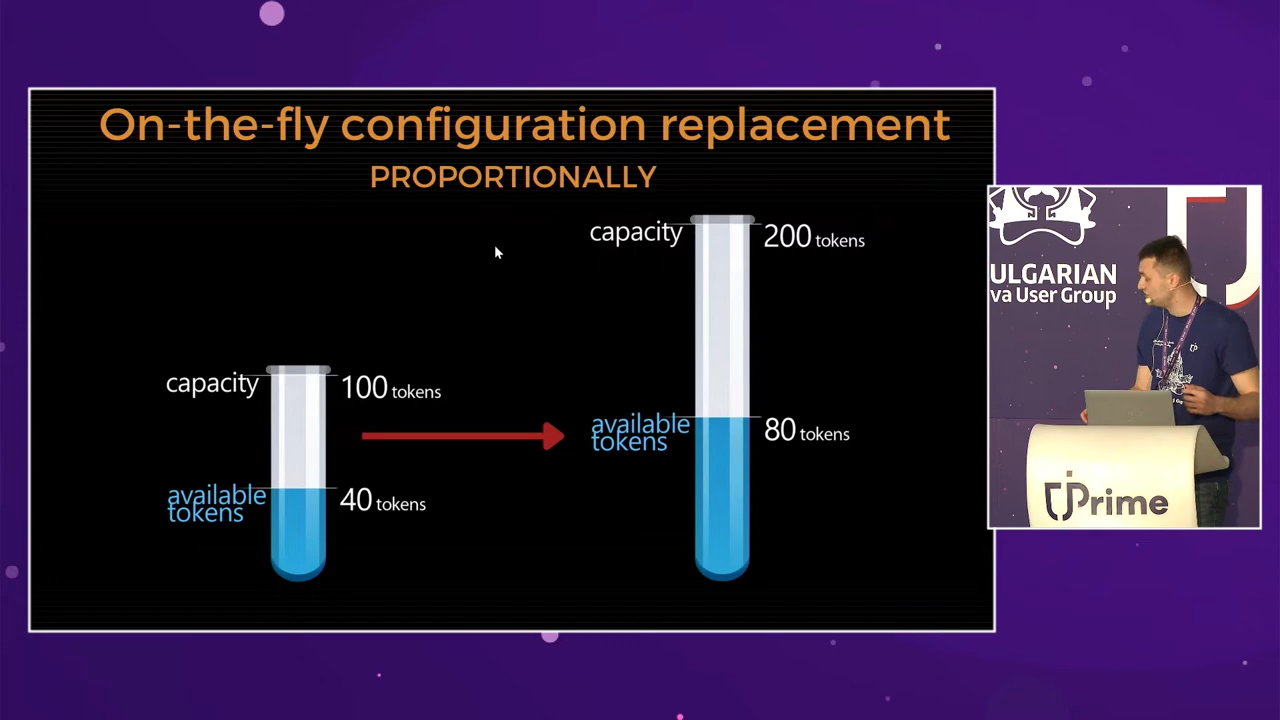 On-the-fly configuration replacement
PROPORTIONALLY
capacity
200 tokens
capacity
100 tokens
available
tokens
80 tokens
available
tokens
40 tokens
ULGARIAN
va User Group
Prime